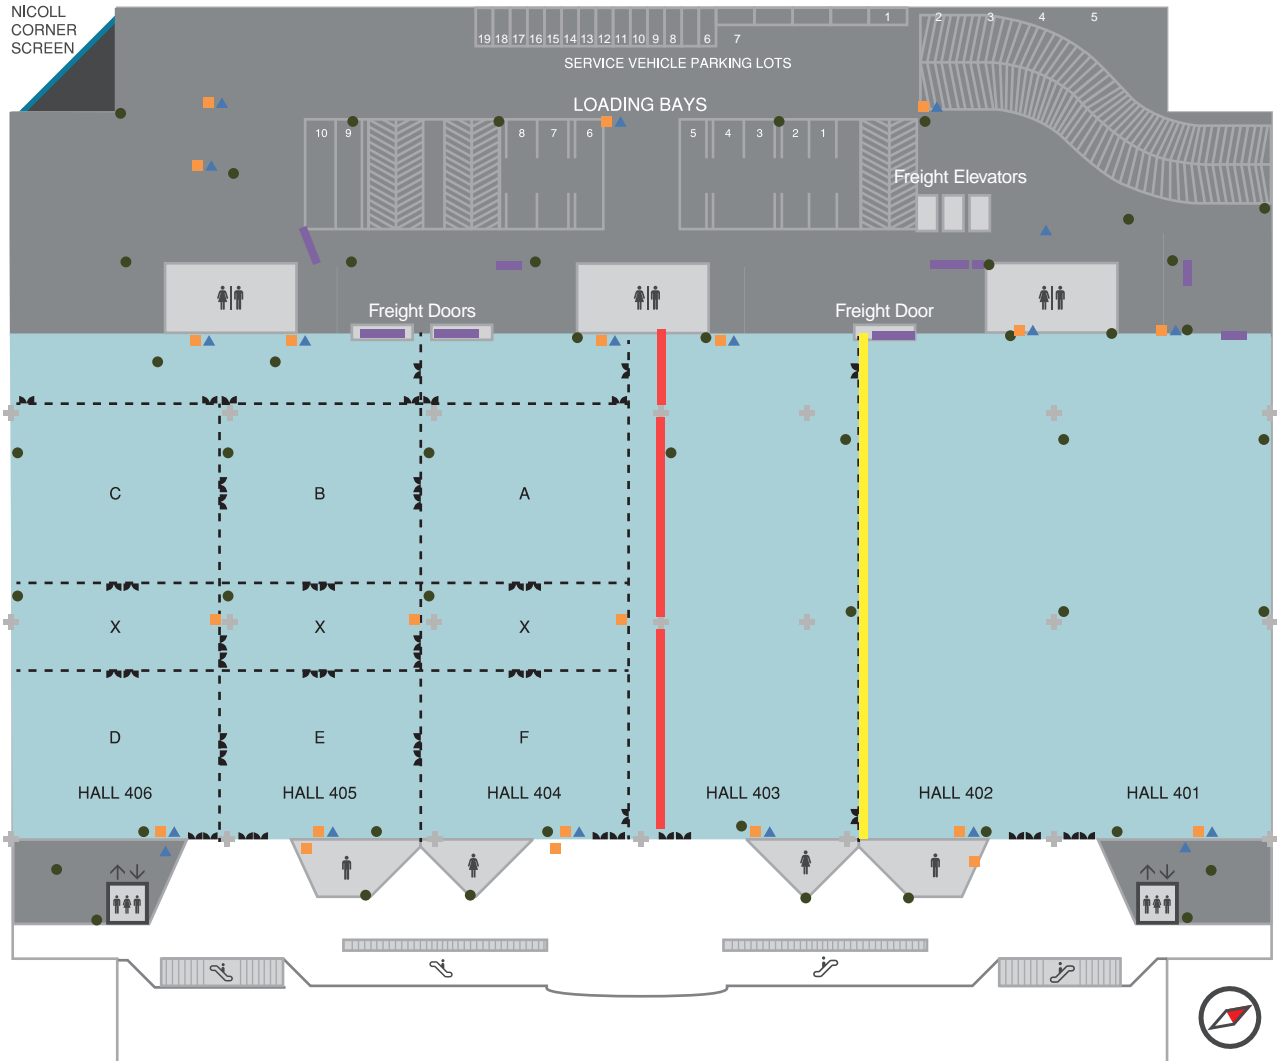 NICOLL
CORNER
SCREEN
1 2 3 4 5
19 18 17 16 15 14 13 12 11 10 9 8 6 7
SERVICE VEHICLE PARKING LOTS
LOADING BAYS
10 9 8 7 6 5 4 3 2 1
Freight Elevators
Freight Doors
Freight Door
C B A
X X X
D E F
HALL 406 HALL 405 HALL 404 HALL 403 HALL 402 HALL 401